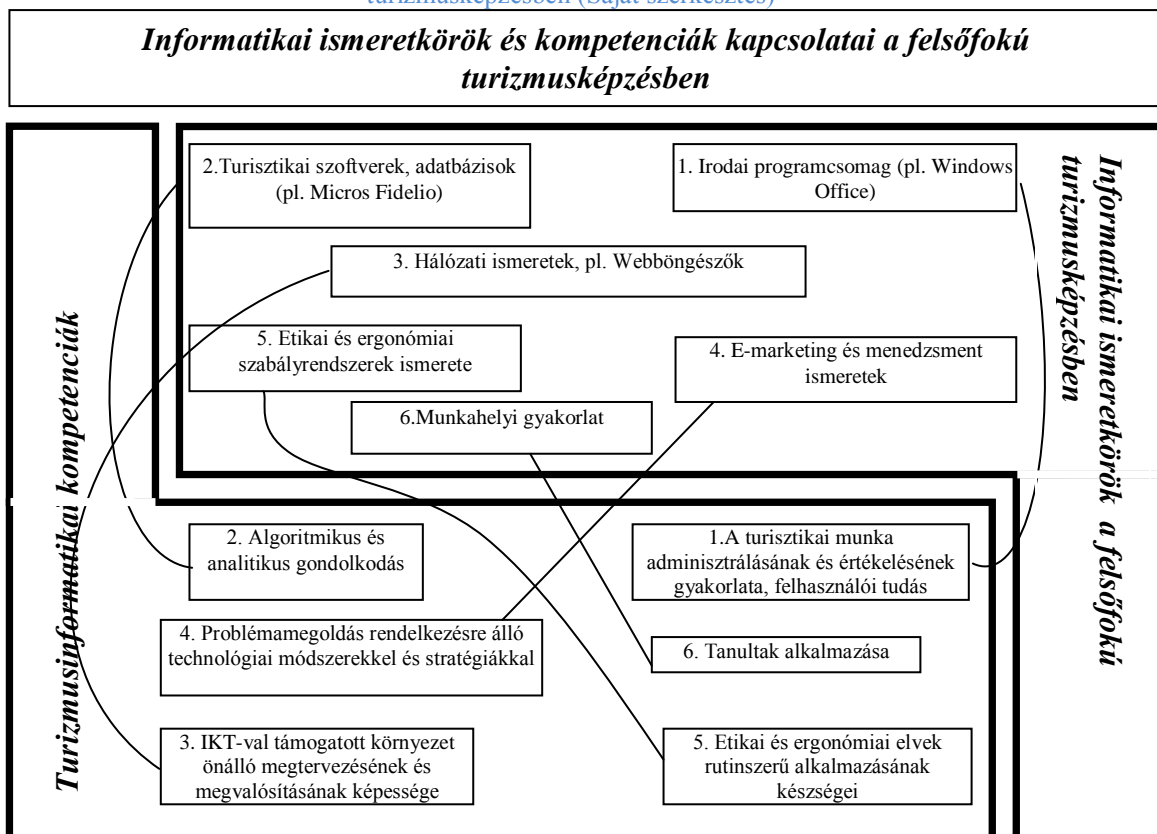 turizmusképzésben (Saját szerkesztés)
Informatikai ismeretkörök és kompetenciák kapcsolatai a felsőfokú
turizmusképzésben
2.Turisztikai szoftverek, adatbázisok
(pl. Micros Fidelio)
1. Irodai programcsomag (pl. Windows
Office)
3. Hálózati ismeretek, pl. Webböngészők
5. Etikai és ergonómiai
szabályrendszerek ismerete
4. E-marketing és menedzsment
ismeretek
6.Munkahelyi gyakorlat
Informatikai ismeretkörök a felsőfokú
turizmusképzésben
Turizmusinformatikai kompetenciák
2. Algoritmikus és
analitikus gondolkodás
1.A turisztikai munka
adminisztrálásának és értékelésének
gyakorlata, felhasználói tudás
4. Problémamegoldás rendelkezésre álló
technológiai módszerekkel és stratégiákkal
6. Tanultak alkalmazása
3. IKT-val támogatott környezet
önálló megtervezésének és
megvalósításának képessége
5. Etikai és ergonómiai elvek
rutinszerű alkalmazásának
készségei